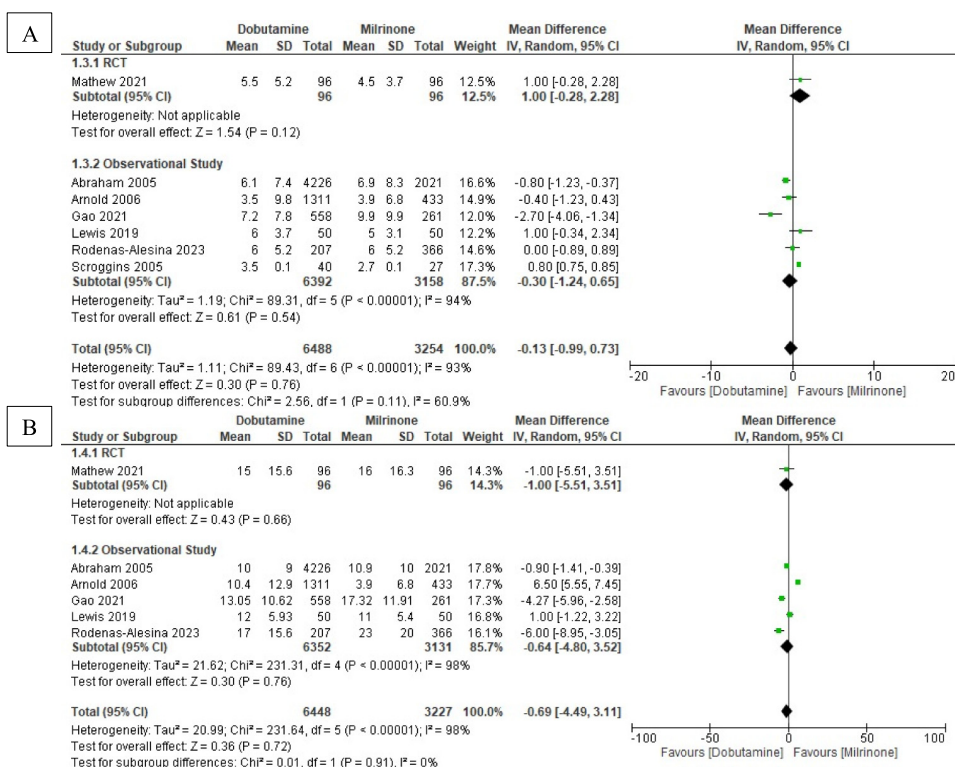 A
Dobutamine Milrinone Mean Difference Mean Difference
Study or Subgroup Mean SD Total Mean SD Total Weight IV, Random, 95% CI IV, Random, 95% CI
1.3.1 RCT
Mathew 2021 5.5 5.2 96 4.5 3.7 96 12.5% 1.00 [-0.28, 2.28]
Subtotal (95% CI) 96 96 12.5% 1.00 [-0.28, 2.28]
Heterogeneity: Not applicable
Test for overall effect: Z = 1.54 (P = 0.12)
1.3.2 Observational Study
Abraham 2005 6.1 7.4 4226 6.9 8.3 2021 16.6% -0.80 [-1.23, -0.37]
Arnold 2006 3.5 9.8 1311 3.9 6.8 433 14.9% -0.40 [-1.23, 0.43]
Gao 2021 7.2 7.8 558 9.9 9.9 261 12.0% -2.70 [-4.06, -1.34]
Lewis 2019 6 3.7 50 5 3.1 50 12.2% 1.00 [-0.34, 2.34]
Rodenas-Alesina 2023 6 5.2 207 6 5.2 366 14.6% 0.00 [-0.89, 0.89]
Scroggins 2005 3.5 0.1 40 2.7 0.1 27 17.3% 0.80 [0.75, 0.85]
Subtotal (95% CI) 6392 3158 87.5% -0.30 [-1.24, 0.65]
Heterogeneity: Tau² = 1.19; Chi² = 89.31, df = 5 (P < 0.00001); I² = 94%
Test for overall effect: Z = 0.61 (P = 0.54)
Total (95% CI) 6488 3254 100.0% -0.13 [-0.99, 0.73]
Heterogeneity: Tau² = 1.11; Chi² = 89.43, df = 6 (P < 0.00001); I² = 93%
Test for overall effect: Z = 0.30 (P = 0.76)
Test for subgroup differences: Chi² = 2.56, df = 1 (P = 0.11), I² = 60.9%
-20 -10 0 10 20
Favours [Dobutamine] Favours [Milrinone]
B
Dobutamine Milrinone Mean Difference Mean Difference
Study or Subgroup Mean SD Total Mean SD Total Weight IV, Random, 95% CI IV, Random, 95% CI
1.4.1 RCT
Mathew 2021 15 15.6 96 16 16.3 96 14.3% -1.00 [-5.51, 3.51]
Subtotal (95% CI) 96 96 14.3% -1.00 [-5.51, 3.51]
Heterogeneity: Not applicable
Test for overall effect: Z = 0.43 (P = 0.66)
1.4.2 Observational Study
Abraham 2005 10 9 4226 10.9 10 2021 17.8% -0.90 [-1.41, -0.39]
Arnold 2006 10.4 12.9 1311 3.9 6.8 433 17.7% 6.50 [5.55, 7.45]
Gao 2021 13.05 10.62 558 17.32 11.91 261 17.3% -4.27 [-5.96, -2.58]
Lewis 2019 12 5.93 50 11 5.4 50 16.8% 1.00 [-1.22, 3.22]
Rodenas-Alesina 2023 17 15.6 207 23 20 366 16.1% -6.00 [-8.95, -3.05]
Subtotal (95% CI) 6352 3131 85.7% -0.64 [-4.80, 3.52]
Heterogeneity: Tau² = 21.62; Chi² = 231.31, df = 4 (P < 0.00001); I² = 98%
Test for overall effect: Z = 0.30 (P = 0.76)
Total (95% CI) 6448 3227 100.0% -0.69 [-4.49, 3.11]
Heterogeneity: Tau² = 20.99; Chi² = 231.64, df = 5 (P < 0.00001); I² = 98%
Test for overall effect: Z = 0.36 (P = 0.72)
Test for subgroup differences: Chi² = 0.01, df = 1 (P = 0.91), I² = 0%
-100 -50 0 50 100
Favours [Dobutamine] Favours [Milrinone]